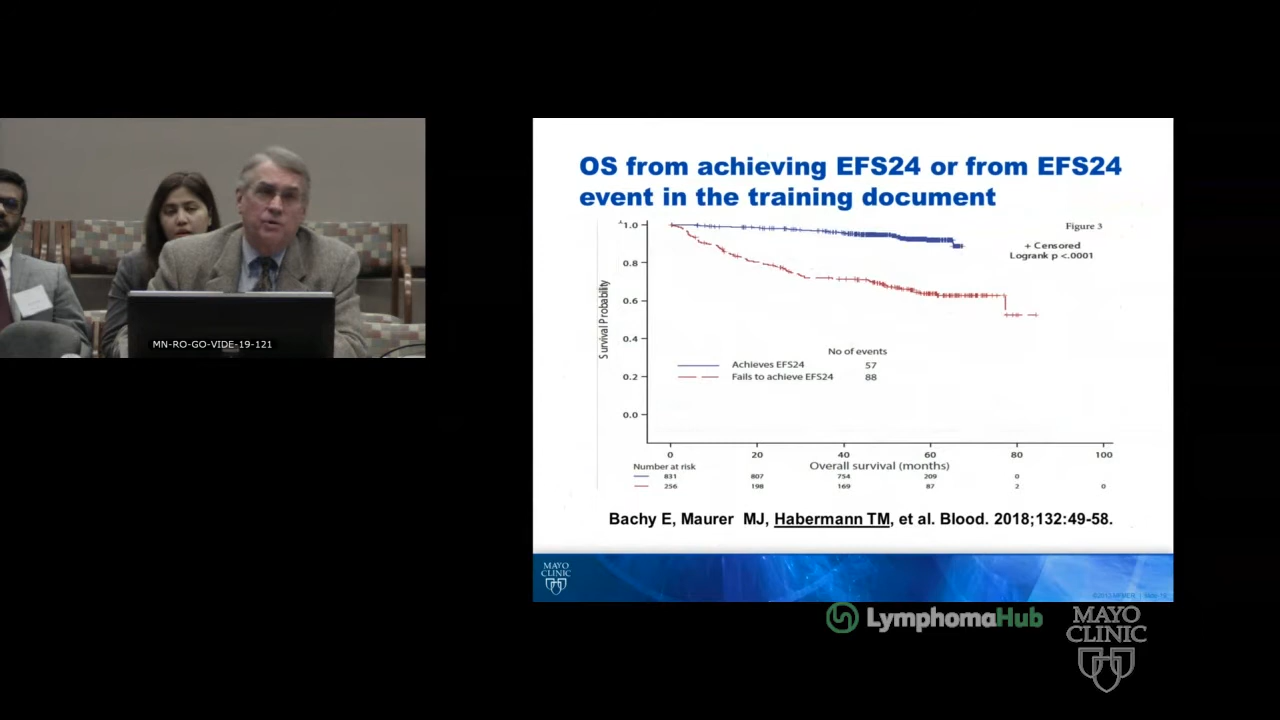 MN-RO-GO-VIDE-19-121
OS from achieving EFS24 or from EFS24
event in the training document
Figure 3
+ Censored
Logrank p <.0001
Survival Probability
1.0
0.8
0.6
0.4
0.2
0.0
No of events
Achieves EFS24 57
Fails to achieve EFS24 88
0 20 40 60 80 100
Number at risk
Overall survival (months)
831 807 754 209 0
256 198 169 87 2 0
Bachy E, Maurer MJ, Habermann TM, et al. Blood. 2018;132:49-58.
MAYO
CLINIC
LymphomaHub
MAYO
CLINIC